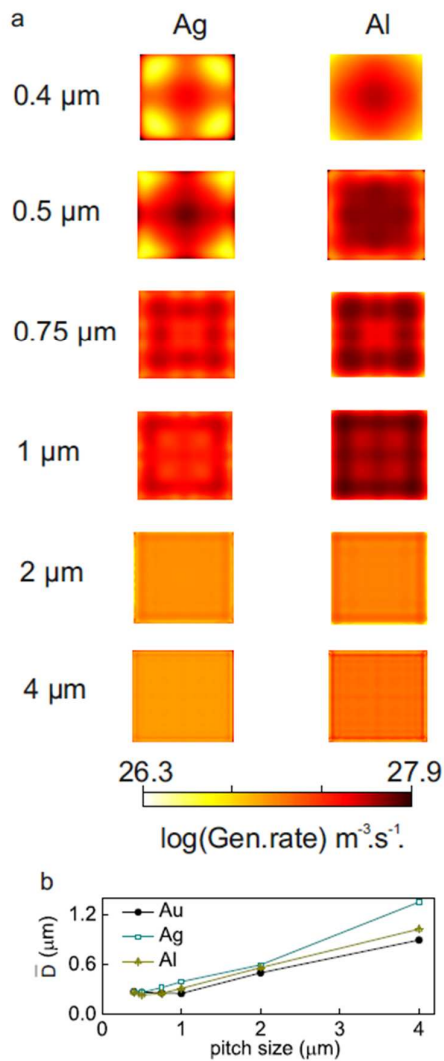 a
Ag Al
0.4 µm
0.5 µm
0.75 µm
1 µm
2 µm
4 µm
26.3 27.9
log(Gen.rate) m⁻³.s⁻¹.
b
1.2
0.6
0.0
D̄ (µm)
Au
Ag
Al
0 1 2 3 4
pitch size (µm)